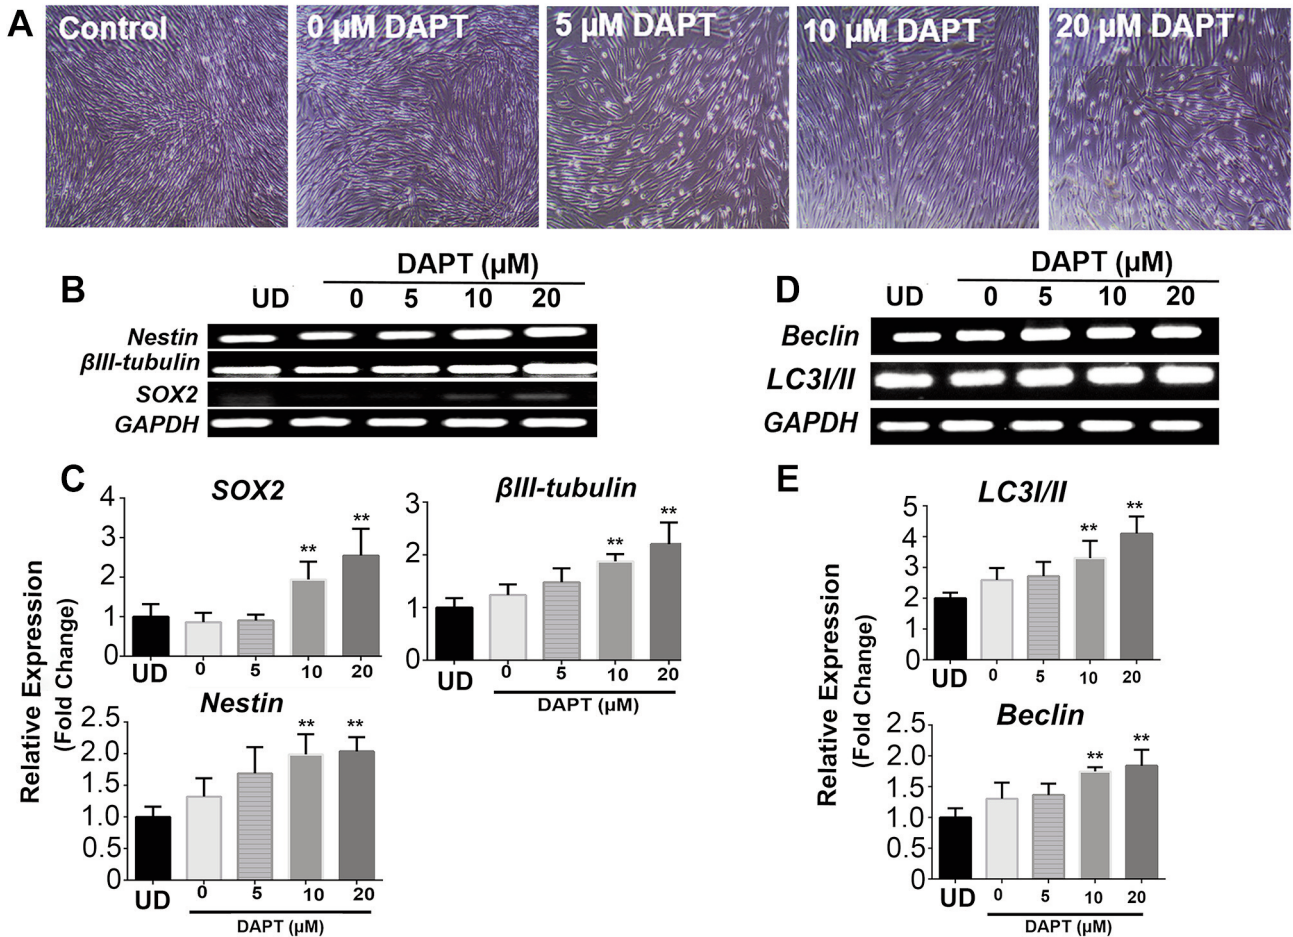 A
Control
0 µM DAPT
5 µM DAPT
10 µM DAPT
20 µM DAPT
B
DAPT (µM)
UD 0 5 10 20
Nestin
βIII-tubulin
SOX2
GAPDH
D
DAPT (µM)
UD 0 5 10 20
Beclin
LC3I/II
GAPDH
C
Relative Expression
(Fold Change)
SOX2
4
3
2
1
0
** **
UD 0 5 10 20
βIII-tubulin
3
2
1
0
** **
UD 0 5 10 20
DAPT (µM)
Nestin
2.5
2.0
1.5
1.0
0.5
0
** **
UD 0 5 10 20
DAPT (µM)
E
Relative Expression
(Fold Change)
LC3I/II
5
4
3
2
1
0
** **
UD 0 5 10 20
Beclin
2.5
2.0
1.5
1.0
0.5
0
** **
UD 0 5 10 20
DAPT (µM)